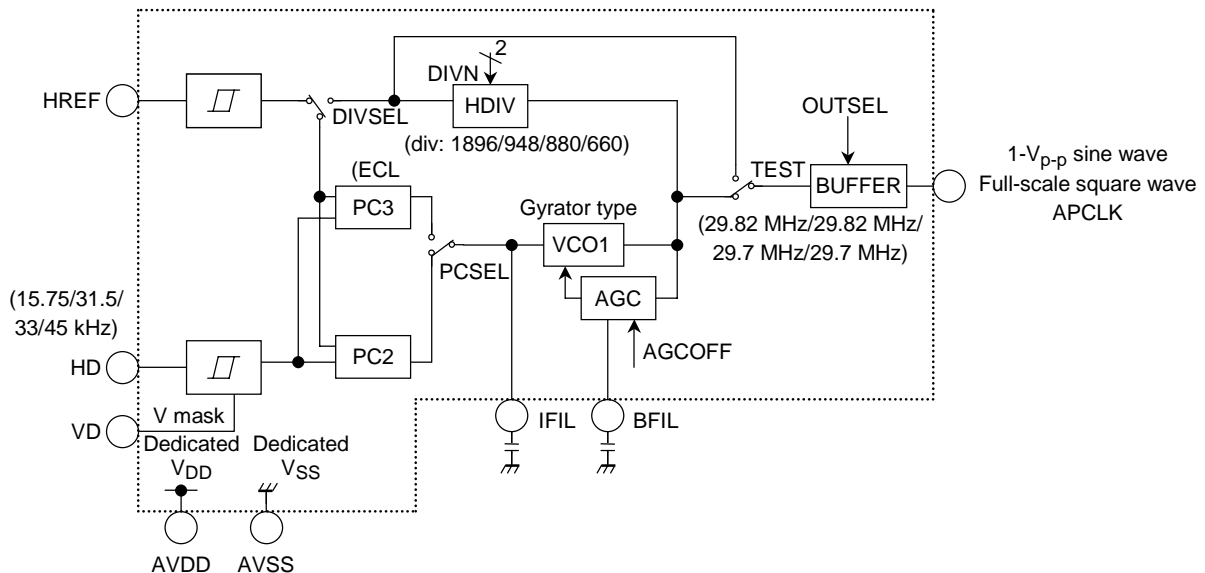 2
DIVN
HREF
DIVSEL
HDIV
OUTSEL
(div: 1896/948/880/660)
TEST
BUFFER
1-Vp-p sine wave
Full-scale square wave
APCLK
(ECL
PC3
Gyrator type
VCO1
(29.82 MHz/29.82 MHz/
29.7 MHz/29.7 MHz)
PCSEL
AGC
(15.75/31.5/
33/45 kHz)
HD
PC2
AGCOFF
V mask
VD
IFIL
BFIL
Dedicated
VDD
Dedicated
VSS
AVDD
AVSS